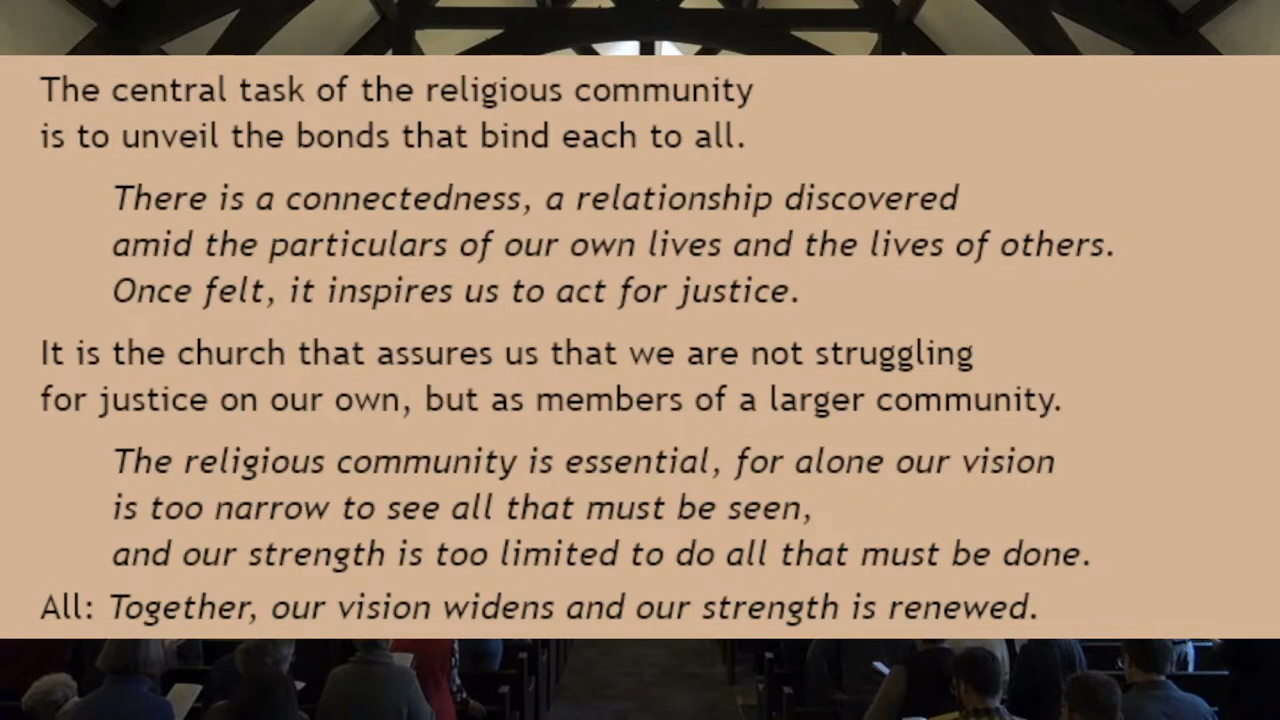 The central task of the religious community
is to unveil the bonds that bind each to all.
There is a connectedness, a relationship discovered
amid the particulars of our own lives and the lives of others.
Once felt, it inspires us to act for justice.
It is the church that assures us that we are not struggling
for justice on our own, but as members of a larger community.
The religious community is essential, for alone our vision
is too narrow to see all that must be seen,
and our strength is too limited to do all that must be done.
All: Together, our vision widens and our strength is renewed.